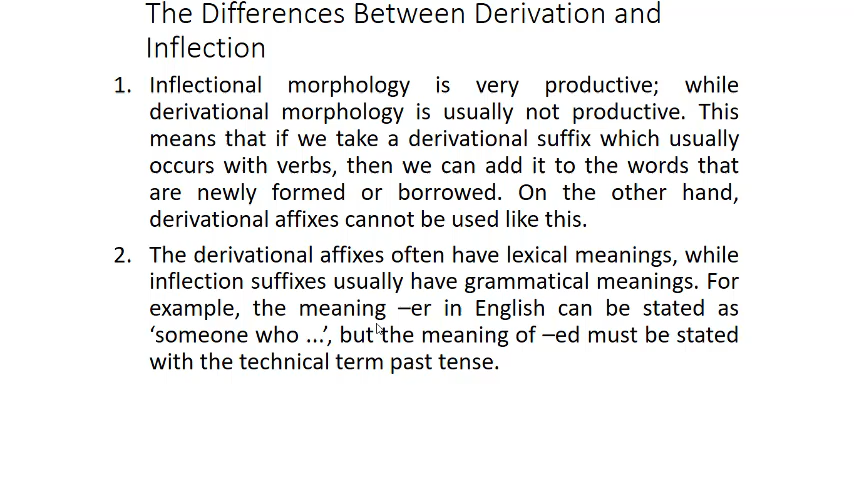 The Differences Between Derivation and
Inflection
1. Inflectional morphology is very productive; while
derivational morphology is usually not productive. This
means that if we take a derivational suffix which usually
occurs with verbs, then we can add it to the words that
are newly formed or borrowed. On the other hand,
derivational affixes cannot be used like this.
2. The derivational affixes often have lexical meanings, while
inflection suffixes usually have grammatical meanings. For
example, the meaning –er in English can be stated as
‘someone who ...’, but the meaning of –ed must be stated
with the technical term past tense.